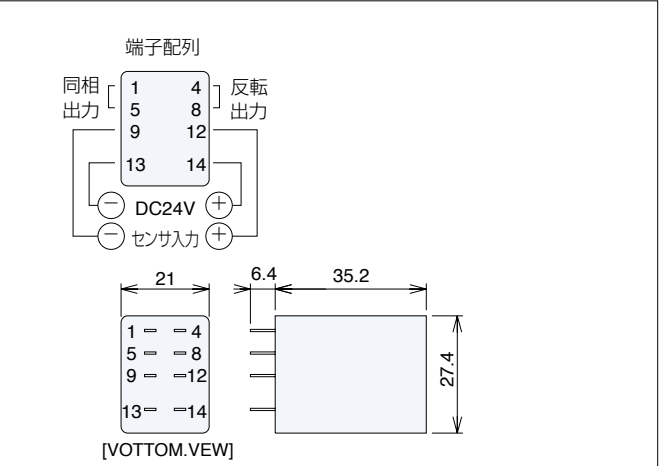 端子配列
同相 1 4 反転
出力 5 8 出力
9 12
13 14
− DC24V +
− センサ入力 +
21 6.4 35.2
1 4
5 8
9 12
13 14
27.4
[VOTTOM.VEW]